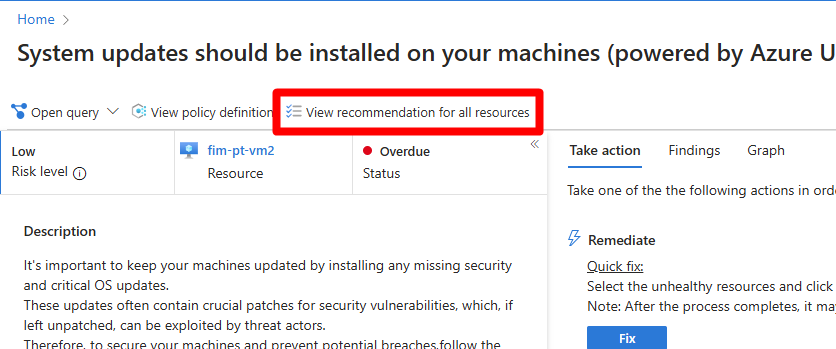 Home
System updates should be installed on your machines (powered by Azure U
Open query
View policy definition
View recommendation for all resources
Low
Risk level
fim-pt-vm2
Resource
Overdue
Status
Take action
Findings
Graph
Take one of the the following actions in orde
Description
It's important to keep your machines updated by installing any missing security
and critical OS updates.
These updates often contain crucial patches for security vulnerabilities, which, if
left unpatched, can be exploited by threat actors.
Therefore, to secure your machines and prevent potential breaches,follow the
Remediate
Quick fix:
Select the unhealthy resources and click
Note: After the process completes, it may
Fix